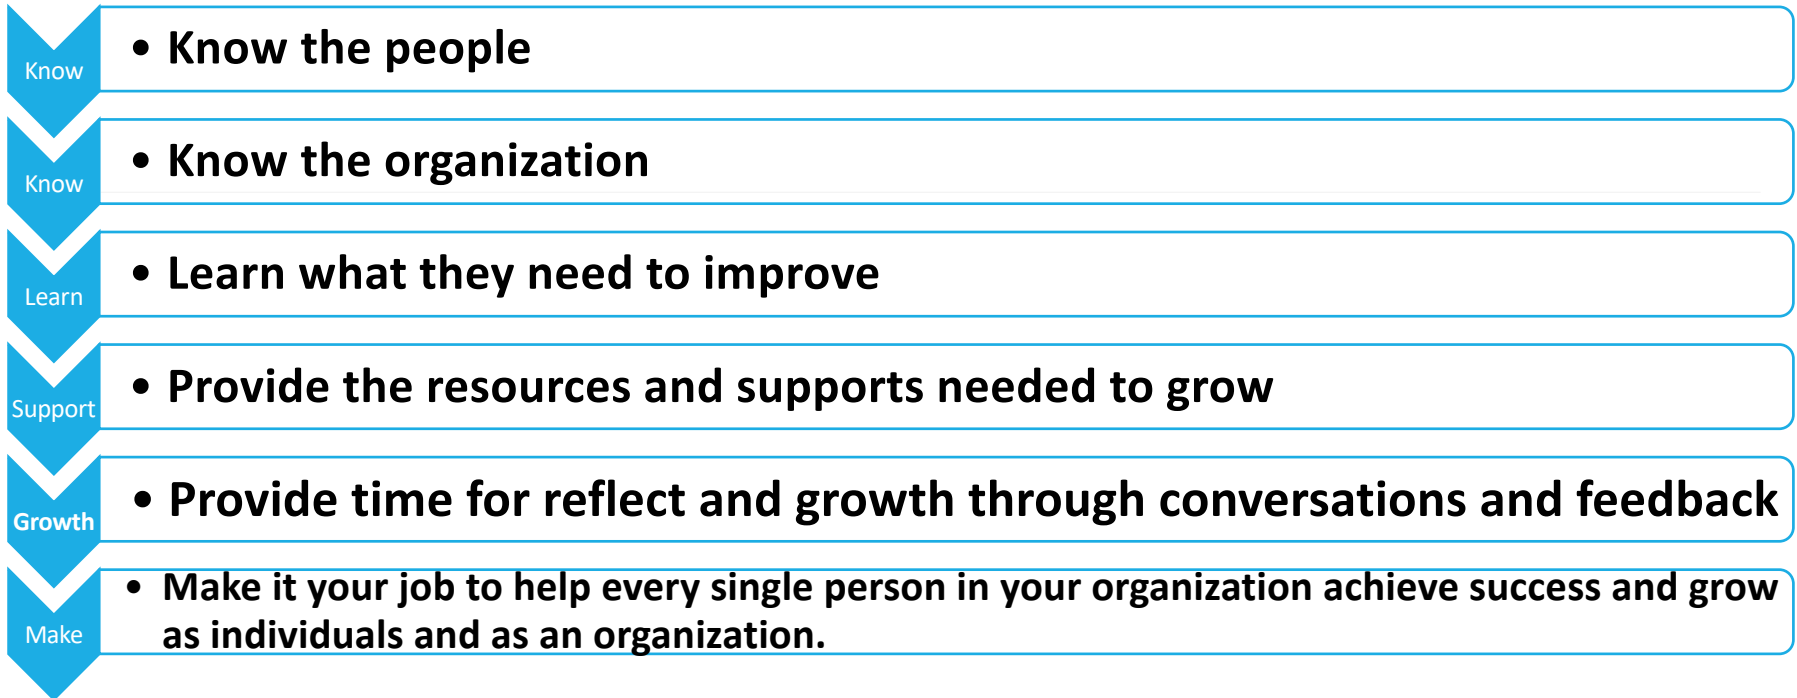 Know
• Know the people
Know
• Know the organization
Learn
• Learn what they need to improve
Support
• Provide the resources and supports needed to grow
Growth
• Provide time for reflect and growth through conversations and feedback
Make
• Make it your job to help every single person in your organization achieve success and grow
as individuals and as an organization.